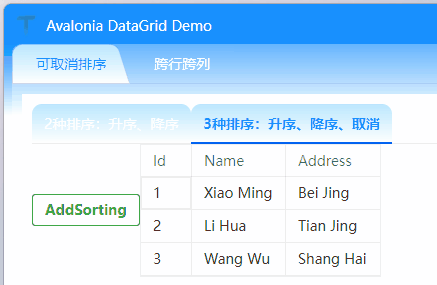 Avalonia DataGrid Demo
可取消排序 跨行跨列
2种排序：升序、降序 3种排序：升序、降序、取消
Id Name Address
AddSorting
1 Xiao Ming Bei Jing
2 Li Hua Tian Jing
3 Wang Wu Shang Hai